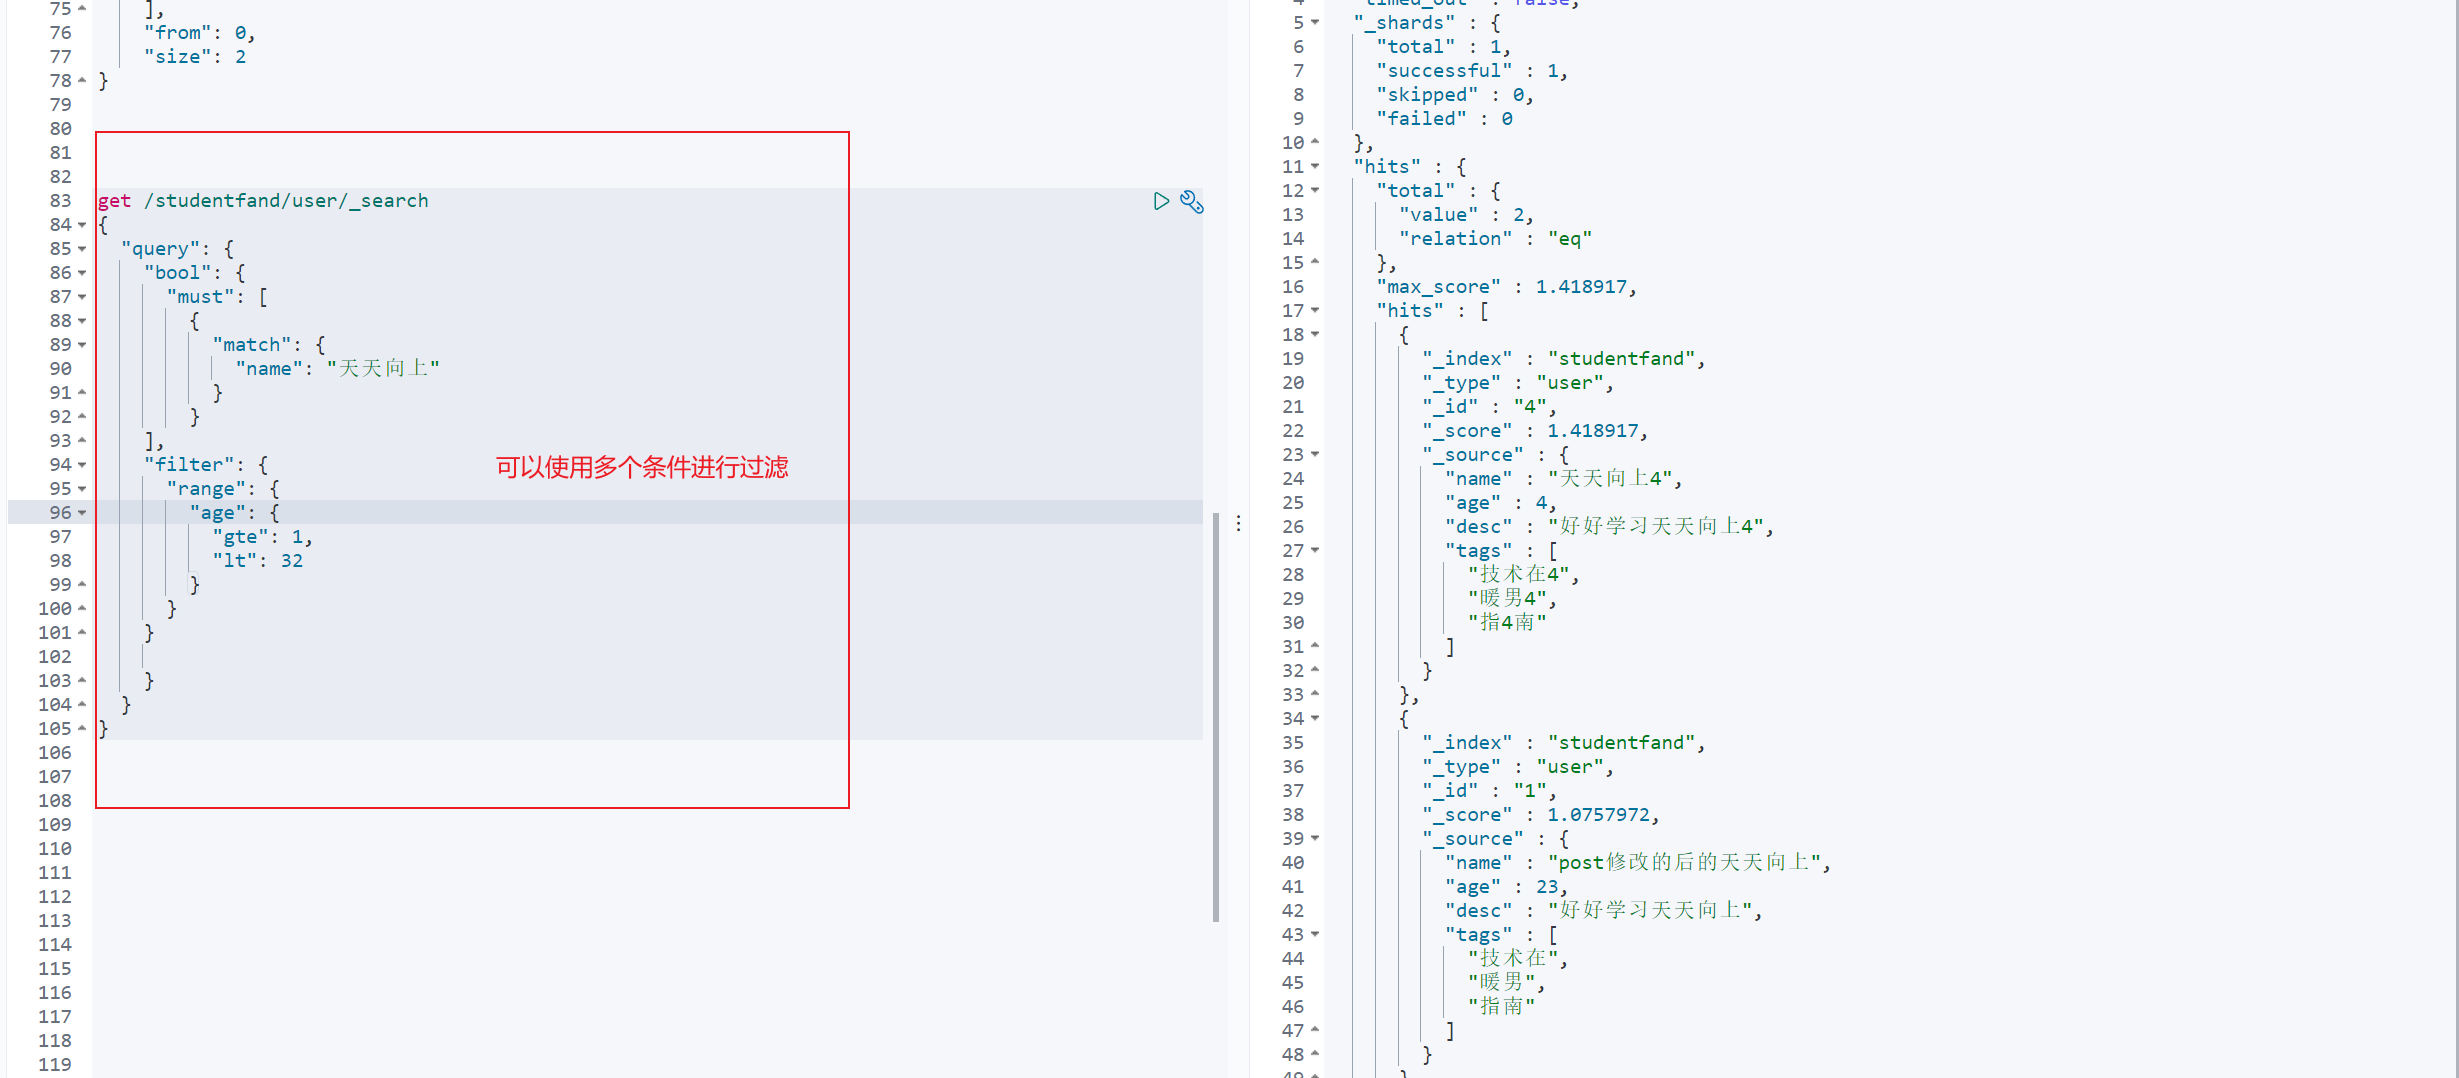 75 ],
76 "from": 0,
77 "size": 2
78 }
79
80
81
82
83 get /studentfand/user/_search
84 {
85 "query": {
86 "bool": {
87 "must": [
88 {
89 "match": {
90 "name": "天天向上"
91 }
92 }
93 ],
94 "filter": {
95 "range": {
96 "age": {
97 "gte": 1,
98 "lt": 32
99 }
100 }
101 }
102
103 }
104 }
105 }
106
107
108
109
110
111
112
113
114
115
116
117
118
119
可以使用多个条件进行过滤
4 "timed_out" : false,
5 "_shards" : {
6 "total" : 1,
7 "successful" : 1,
8 "skipped" : 0,
9 "failed" : 0
10 },
11 "hits" : {
12 "total" : {
13 "value" : 2,
14 "relation" : "eq"
15 },
16 "max_score" : 1.418917,
17 "hits" : [
18 {
19 "_index" : "studentfand",
20 "_type" : "user",
21 "_id" : "4",
22 "_score" : 1.418917,
23 "_source" : {
24 "name" : "天天向上4",
25 "age" : 4,
26 "desc" : "好好学习天天向上4",
27 "tags" : [
28 "技术在4",
29 "暖男4",
30 "指4南"
31 ]
32 }
33 },
34 {
35 "_index" : "studentfand",
36 "_type" : "user",
37 "_id" : "1",
38 "_score" : 1.0757972,
39 "_source" : {
40 "name" : "post修改的后的天天向上",
41 "age" : 23,
42 "desc" : "好好学习天天向上",
43 "tags" : [
44 "技术在",
45 "暖男",
46 "指南"
47 ]
48 }
49 }